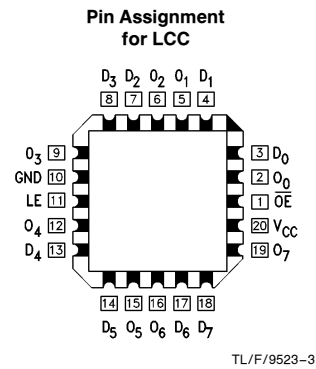 Pin Assignment
for LCC
D3 D2 O2 O1 D1
8 7 6 5 4
O3 9
GND 10
LE 11
O4 12
D4 13
3 D0
2 O0
1 O̅E̅
20 VCC
19 O7
14 15 16 17 18
D5 O5 O6 D6 D7
TL/F/9523–3